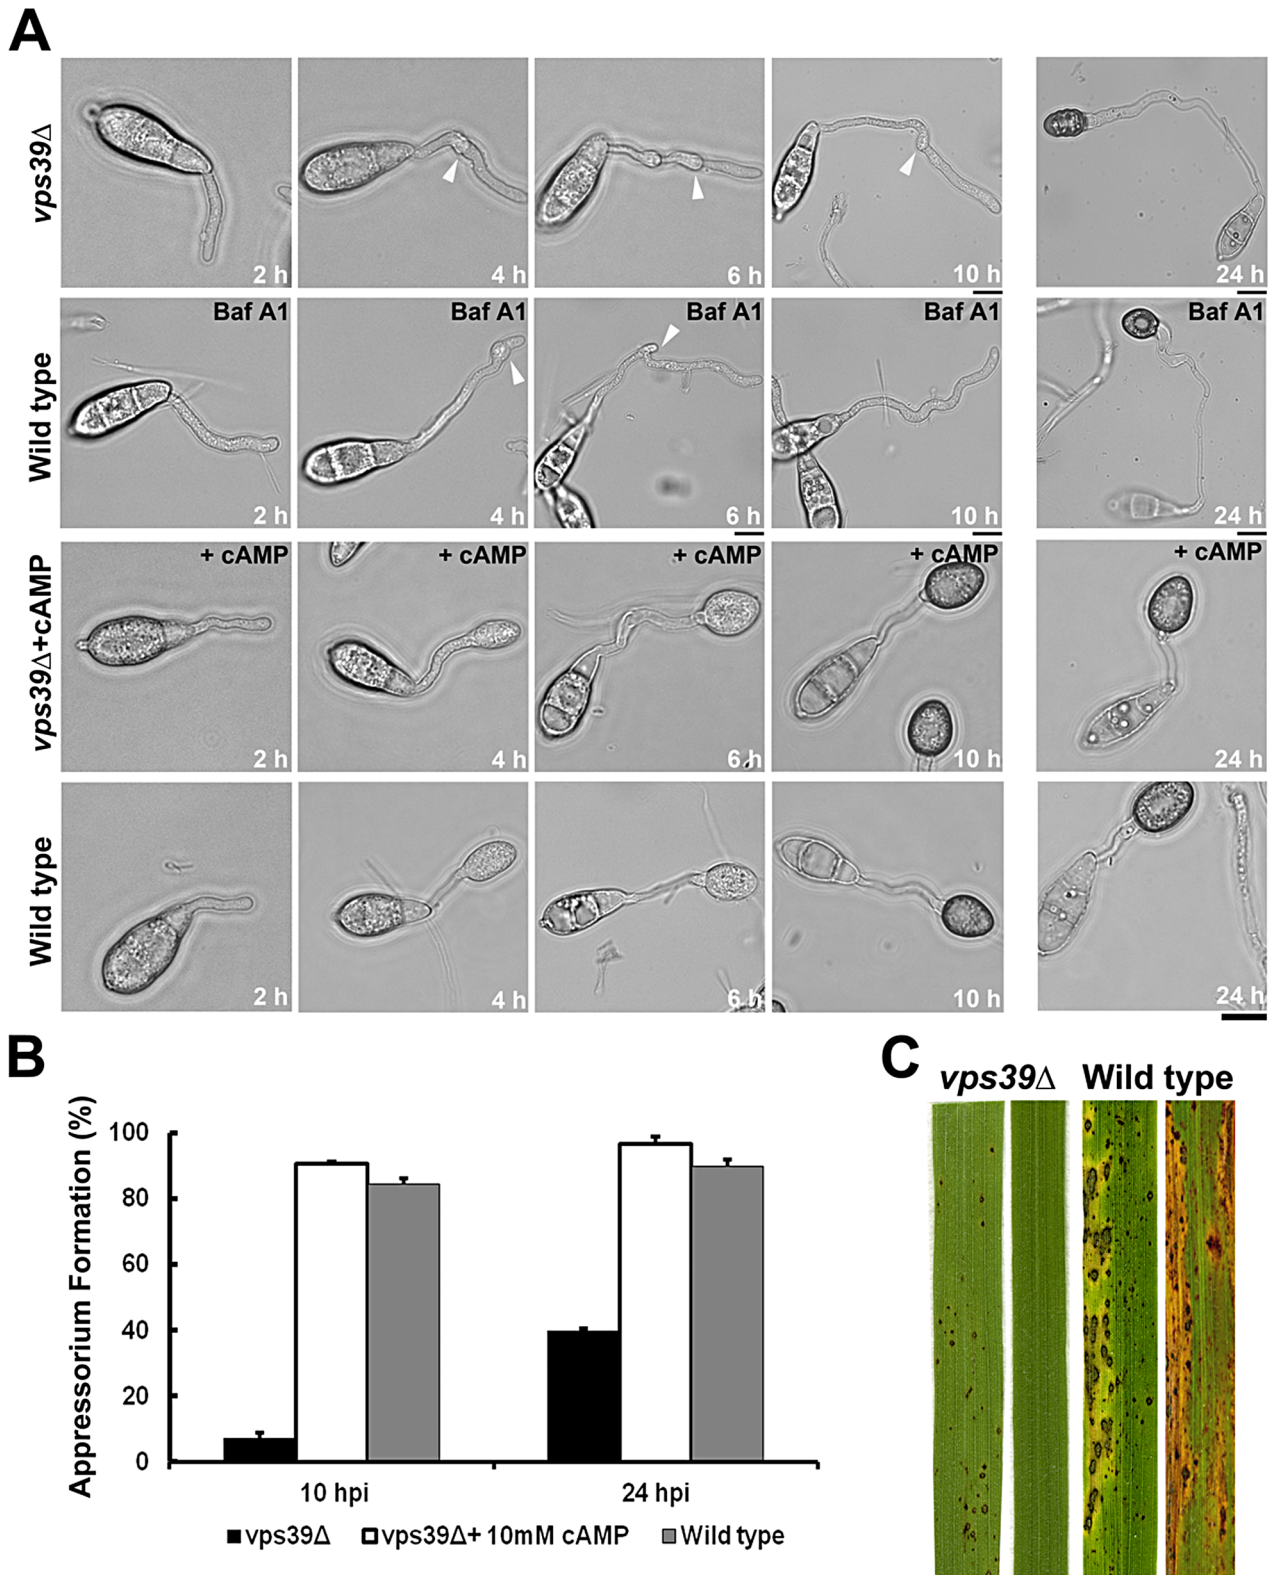 A
vps39Δ
2 h
4 h
6 h
10 h
24 h
Wild type
Baf A1
Baf A1
Baf A1
Baf A1
Baf A1
2 h
4 h
6 h
10 h
24 h
vps39Δ+cAMP
+ cAMP
+ cAMP
+ cAMP
+ cAMP
+ cAMP
2 h
4 h
6 h
10 h
24 h
Wild type
2 h
4 h
6 h
10 h
24 h
B
Appressorium Formation (%)
100
80
60
40
20
0
10 hpi
24 hpi
vps39Δ
vps39Δ+ 10mM cAMP
Wild type
C
vps39Δ
Wild type